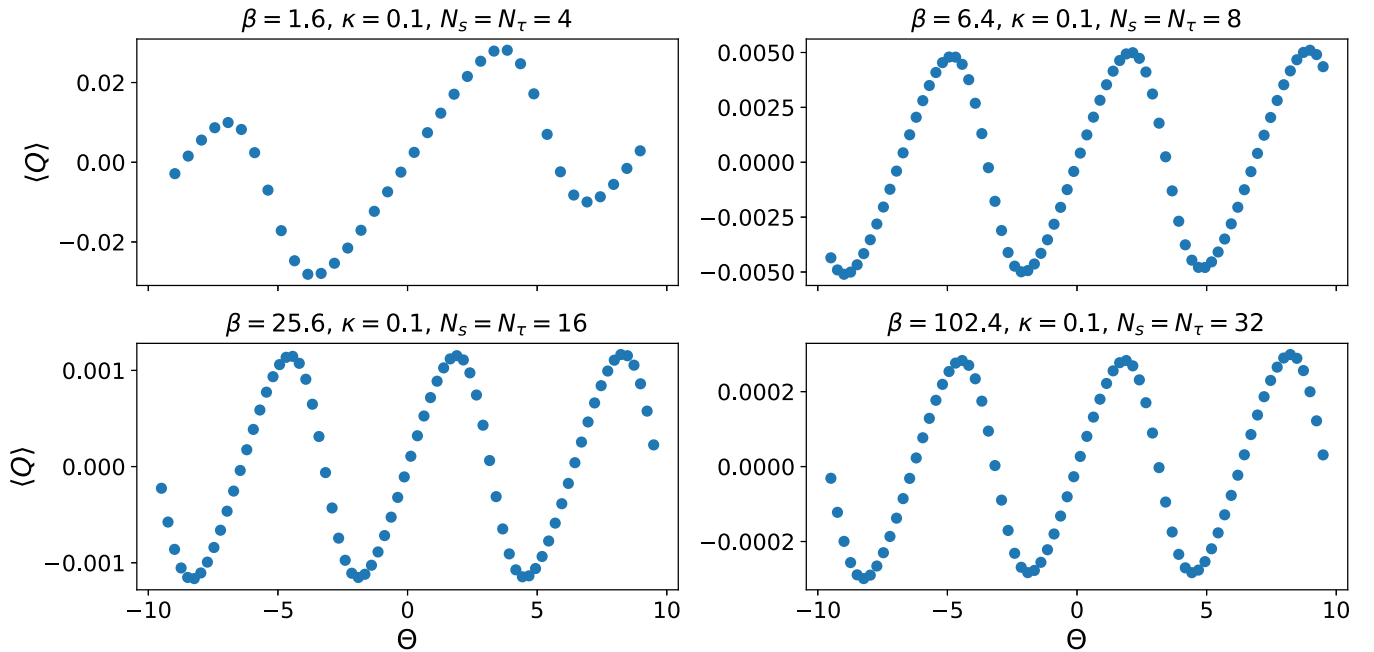 β = 1.6, κ = 0.1, N_s = N_τ = 4
0.02
0.00
−0.02
⟨Q⟩
β = 6.4, κ = 0.1, N_s = N_τ = 8
0.0050
0.0025
0.0000
−0.0025
−0.0050
β = 25.6, κ = 0.1, N_s = N_τ = 16
0.001
0.000
−0.001
⟨Q⟩
−10 −5 0 5 10
Θ
β = 102.4, κ = 0.1, N_s = N_τ = 32
0.0002
0.0000
−0.0002
−10 −5 0 5 10
Θ